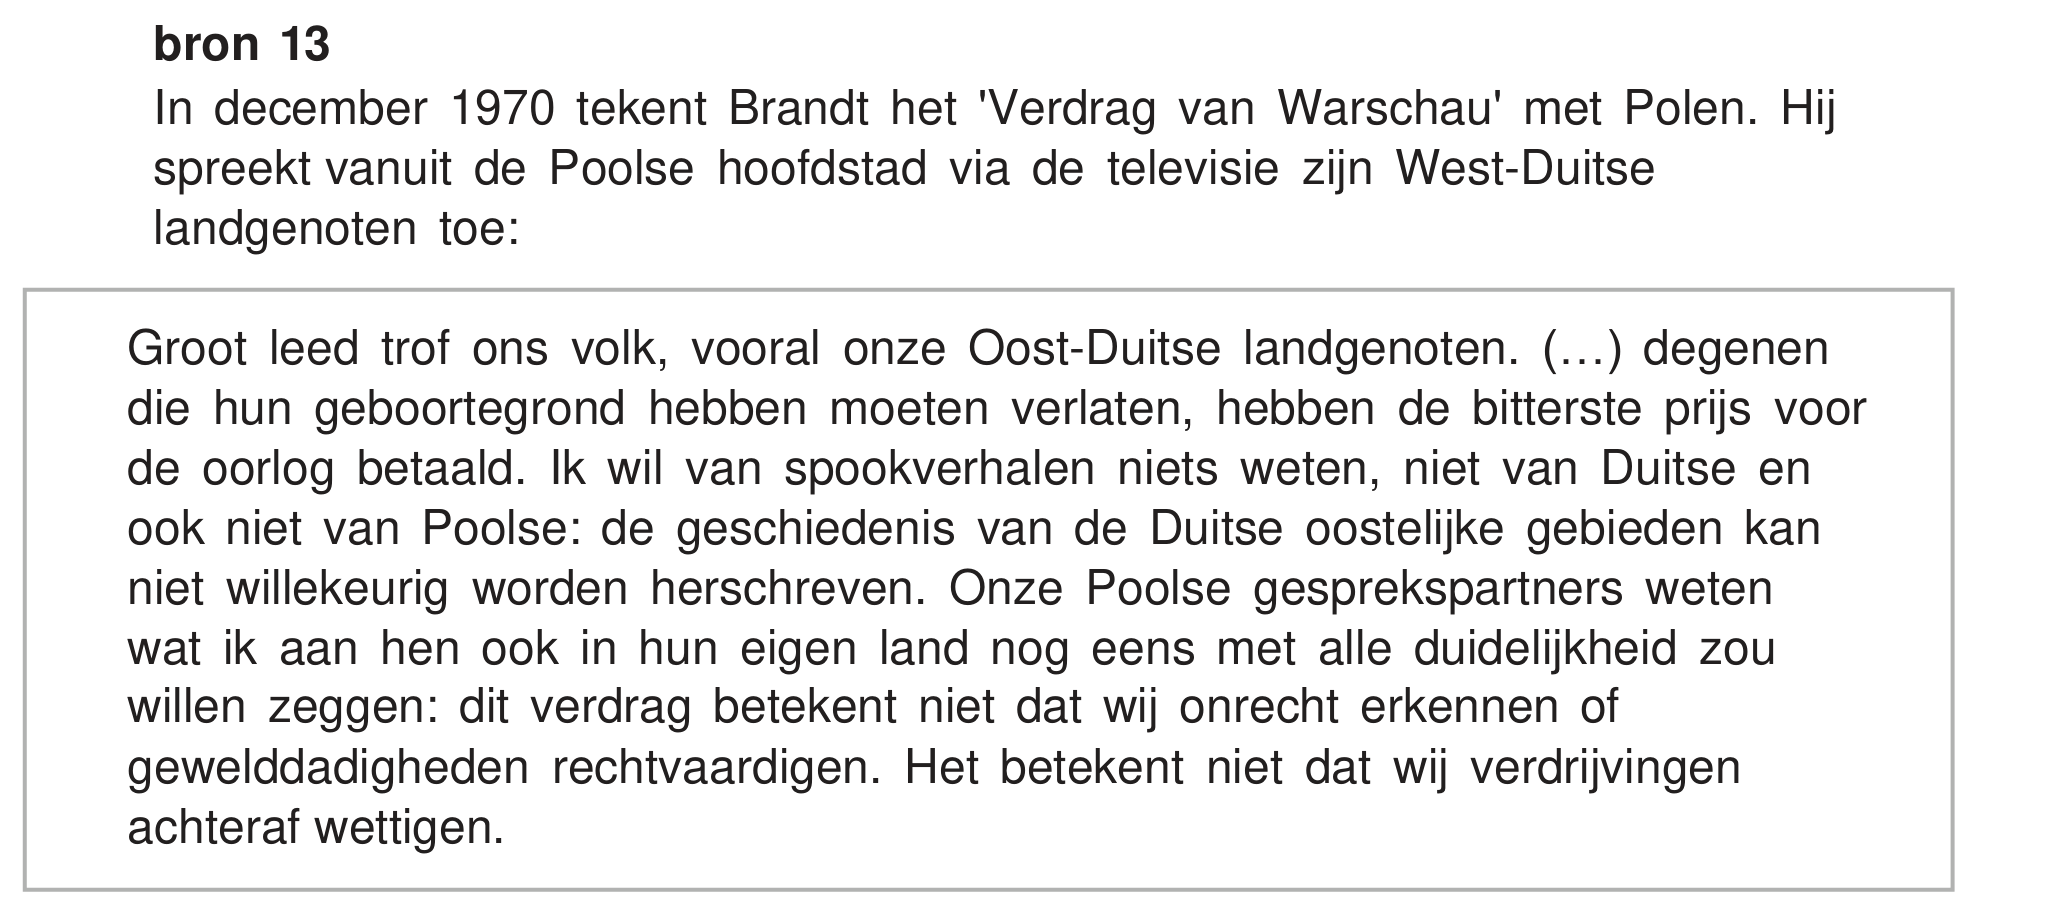 bron 13
In december 1970 tekent Brandt het 'Verdrag van Warschau' met Polen. Hij
spreekt vanuit de Poolse hoofdstad via de televisie zijn West-Duitse
landgenoten toe:
Groot leed trof ons volk, vooral onze Oost-Duitse landgenoten. (…) degenen
die hun geboortegrond hebben moeten verlaten, hebben de bitterste prijs voor
de oorlog betaald. Ik wil van spookverhalen niets weten, niet van Duitse en
ook niet van Poolse: de geschiedenis van de Duitse oostelijke gebieden kan
niet willekeurig worden herschreven. Onze Poolse gesprekspartners weten
wat ik aan hen ook in hun eigen land nog eens met alle duidelijkheid zou
willen zeggen: dit verdrag betekent niet dat wij onrecht erkennen of
gewelddadigheden rechtvaardigen. Het betekent niet dat wij verdrijvingen
achteraf wettigen.